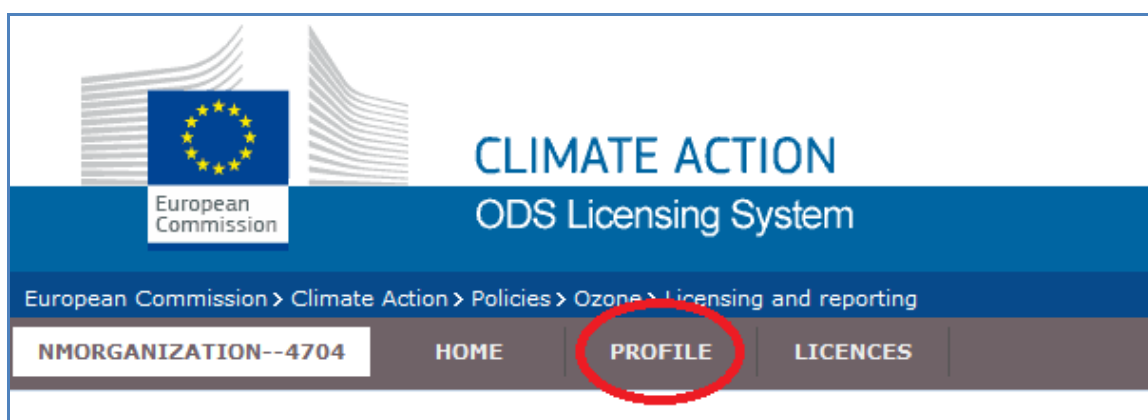 CLIMATE ACTION
European
Commission
ODS Licensing System
European Commission > Climate Action > Policies > Ozone > Licensing and reporting
NMORGANIZATION--4704 HOME PROFILE LICENCES